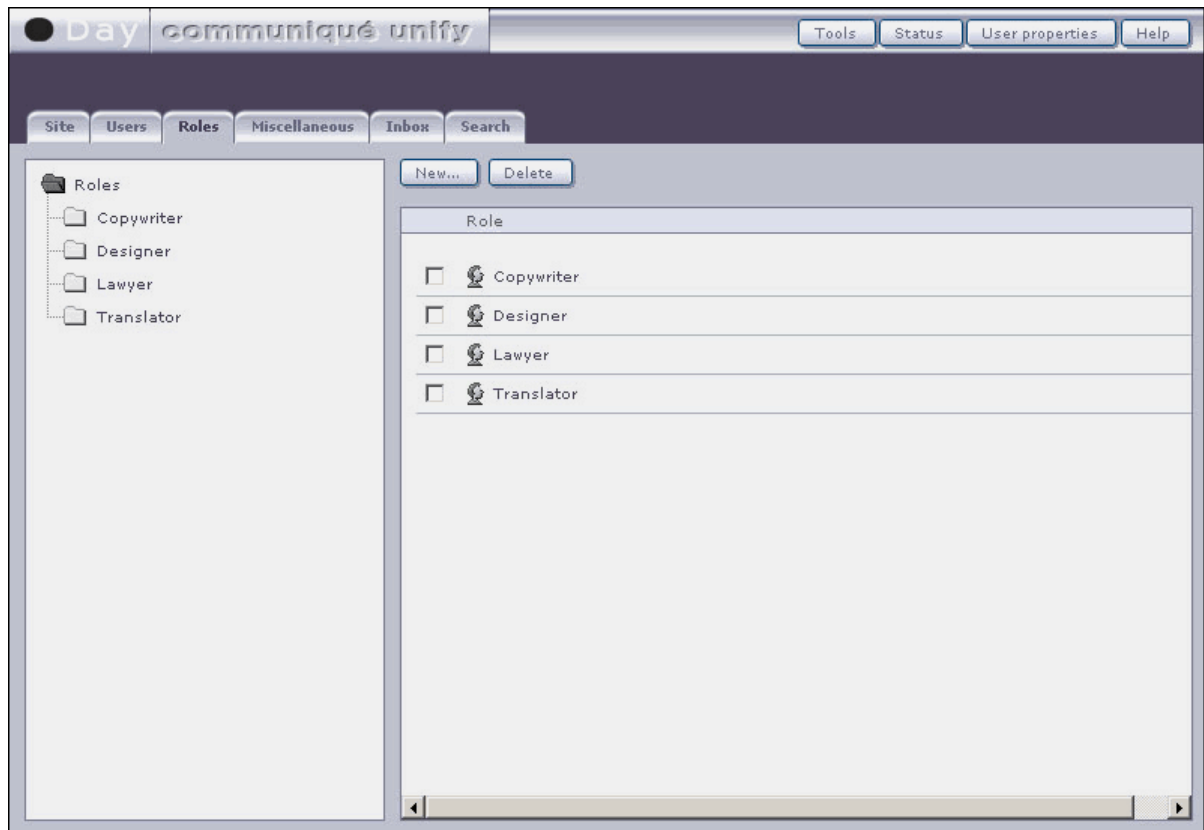 Day communiqué unify Tools Status User properties Help
Site Users Roles Miscellaneous Inbox Search
Roles
Copywriter
Designer
Lawyer
Translator
New... Delete
Role
Copywriter
Designer
Lawyer
Translator